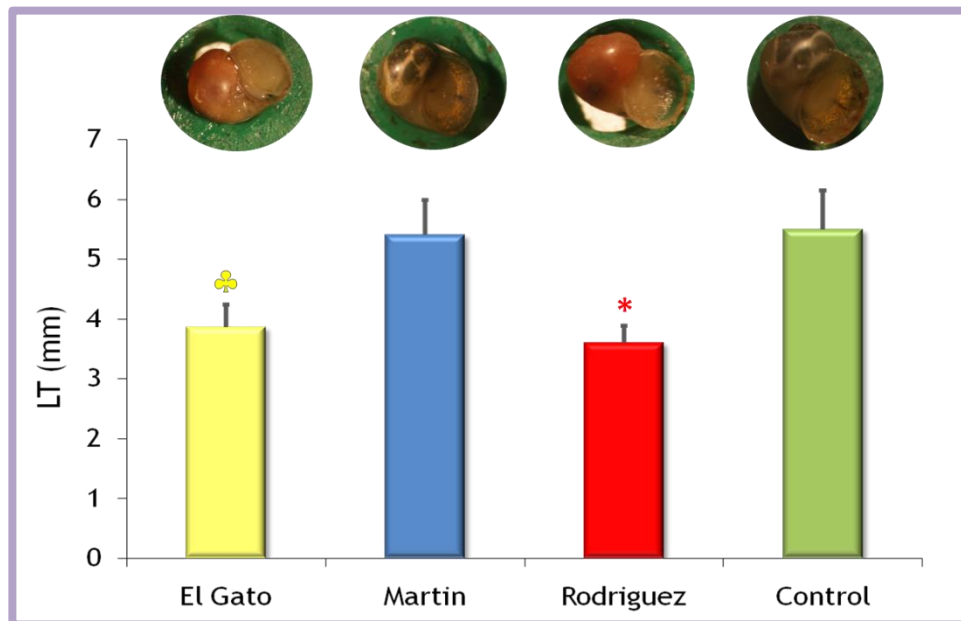 7
6
5
4
3
2
1
0
LT (mm)
♣
*
El Gato
Martin
Rodriguez
Control